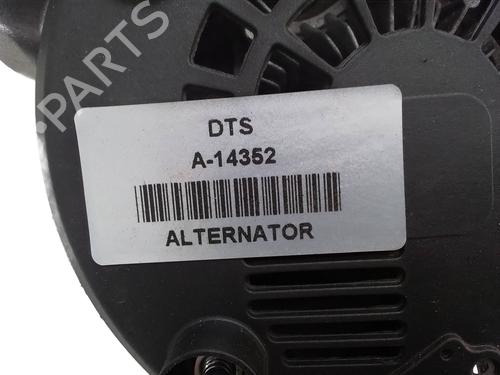 PARTS
DTS
A-14352
ALTERNATOR